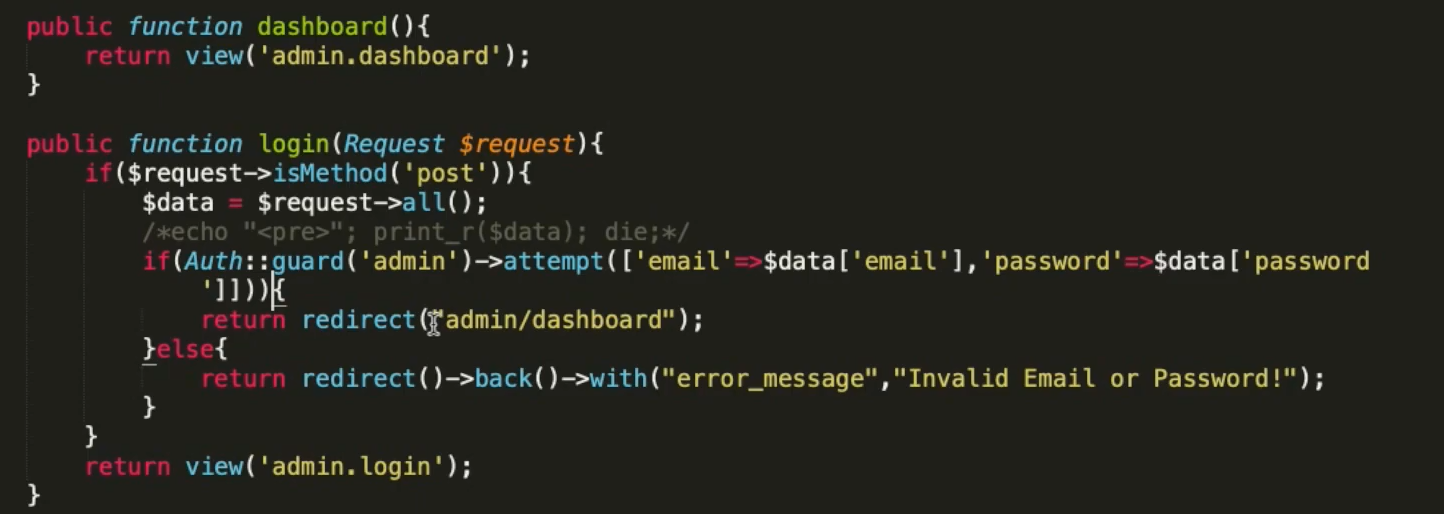 public function dashboard(){
    return view('admin.dashboard');
}

public function login(Request $request){
    if($request->isMethod('post')){
        $data = $request->all();
        /*echo "<pre>"; print_r($data); die;*/
        if(Auth::guard('admin')->attempt(['email'=>$data['email'],'password'=>$data['password
            ']])){
            return redirect("admin/dashboard");
        }else{
            return redirect()->back()->with("error_message","Invalid Email or Password!");
        }
    }
    return view('admin.login');
}